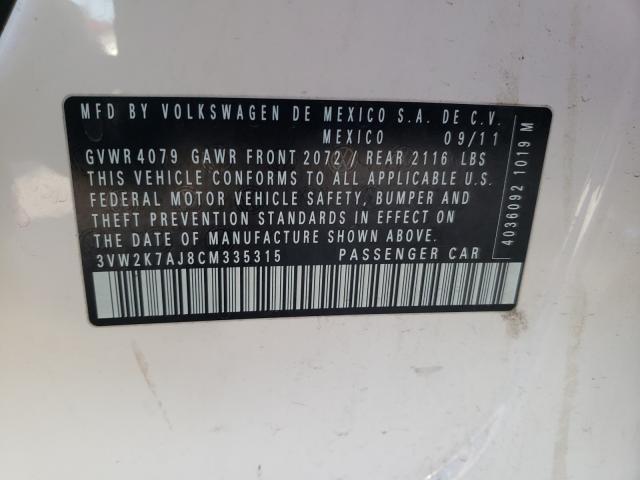 MFD BY VOLKSWAGEN DE MEXICO S.A. DE C.V.
MEXICO 09/11
GVWR 4079 GAWR FRONT 2072/ REAR 2116 LBS
THIS VEHICLE CONFORMS TO ALL APPLICABLE U.S.
FEDERAL MOTOR VEHICLE SAFETY, BUMPER AND
THEFT PREVENTION STANDARDS IN EFFECT ON
THE DATE OF MANUFACTURE SHOWN ABOVE.
3VW2K7AJ8CM335315 PASSENGER CAR
4036092 1019 M